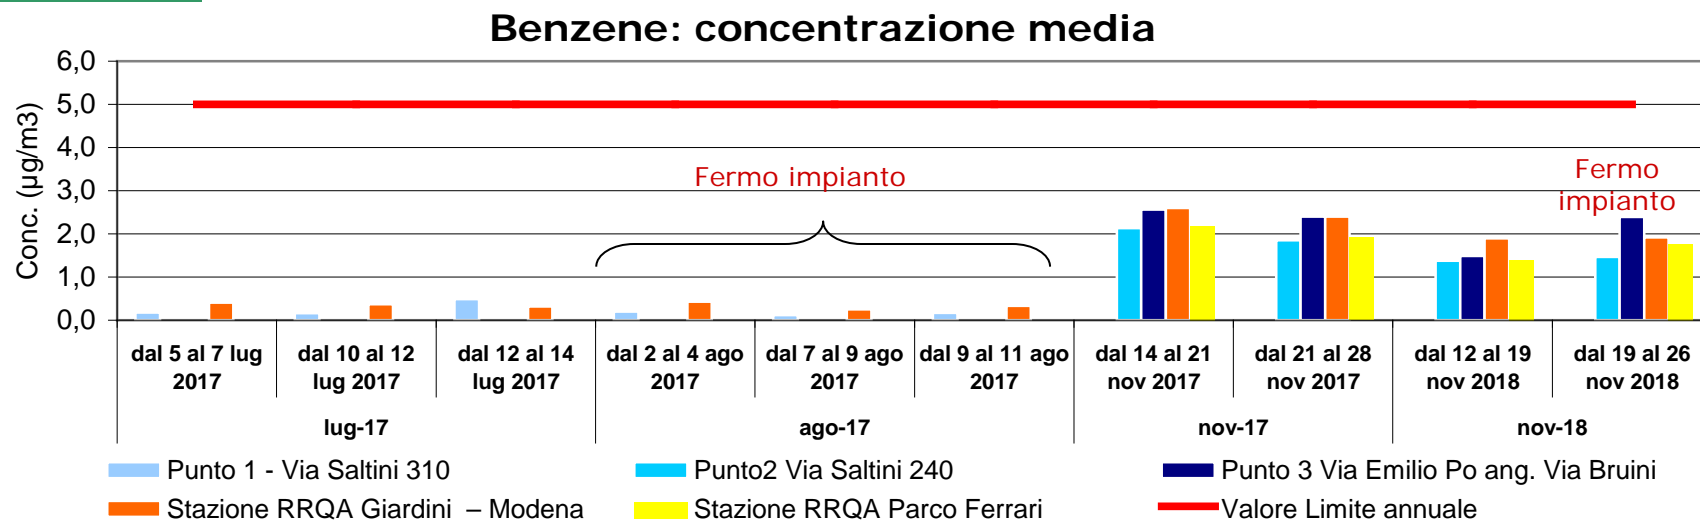 Benzene: concentrazione media
Conc. (µg/m3)
6,0
5,0
4,0
3,0
2,0
1,0
0,0
Fermo impianto
Fermo
impianto
dal 5 al 7 lug
2017
dal 10 al 12
lug 2017
dal 12 al 14
lug 2017
dal 2 al 4 ago
2017
dal 7 al 9 ago
2017
dal 9 al 11 ago
2017
dal 14 al 21
nov 2017
dal 21 al 28
nov 2017
dal 12 al 19
nov 2018
dal 19 al 26
nov 2018
lug-17
ago-17
nov-17
nov-18
Punto 1 - Via Saltini 310
Punto2 Via Saltini 240
Punto 3 Via Emilio Po ang. Via Bruini
Stazione RRQA Giardini – Modena
Stazione RRQA Parco Ferrari
Valore Limite annuale